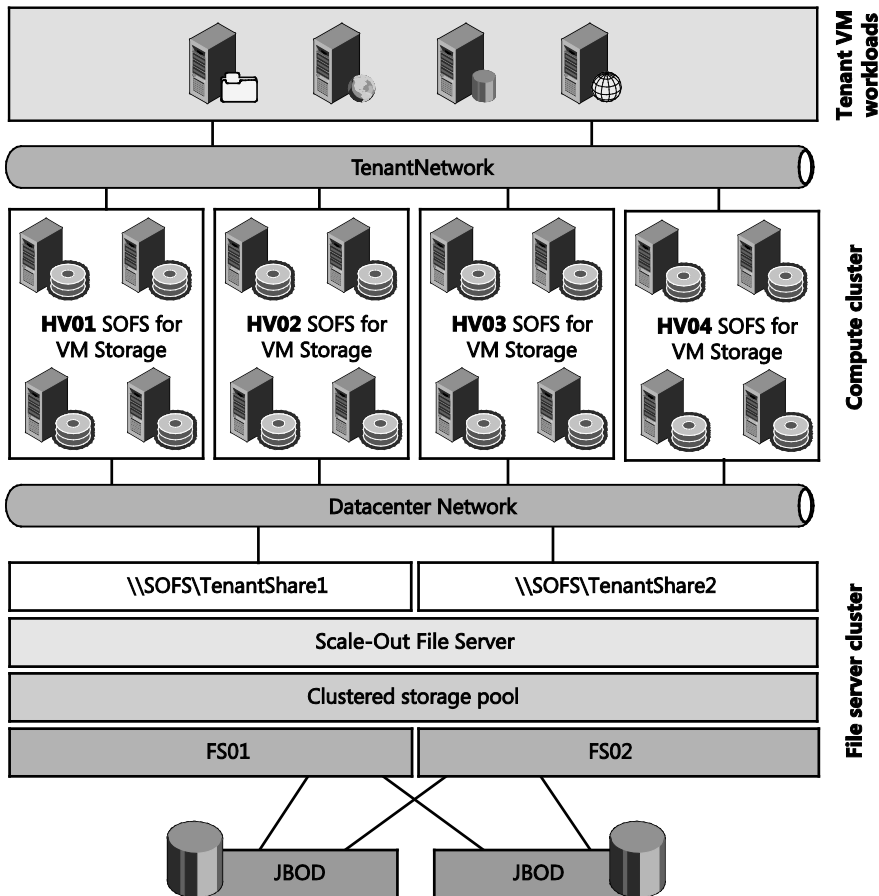 Tenant VM
workloads
TenantNetwork
HV01 SOFS for
VM Storage
HV02 SOFS for
VM Storage
HV03 SOFS for
VM Storage
HV04 SOFS for
VM Storage
Compute cluster
Datacenter Network
\\SOFS\TenantShare1
\\SOFS\TenantShare2
Scale-Out File Server
Clustered storage pool
FS01
FS02
File server cluster
JBOD
JBOD